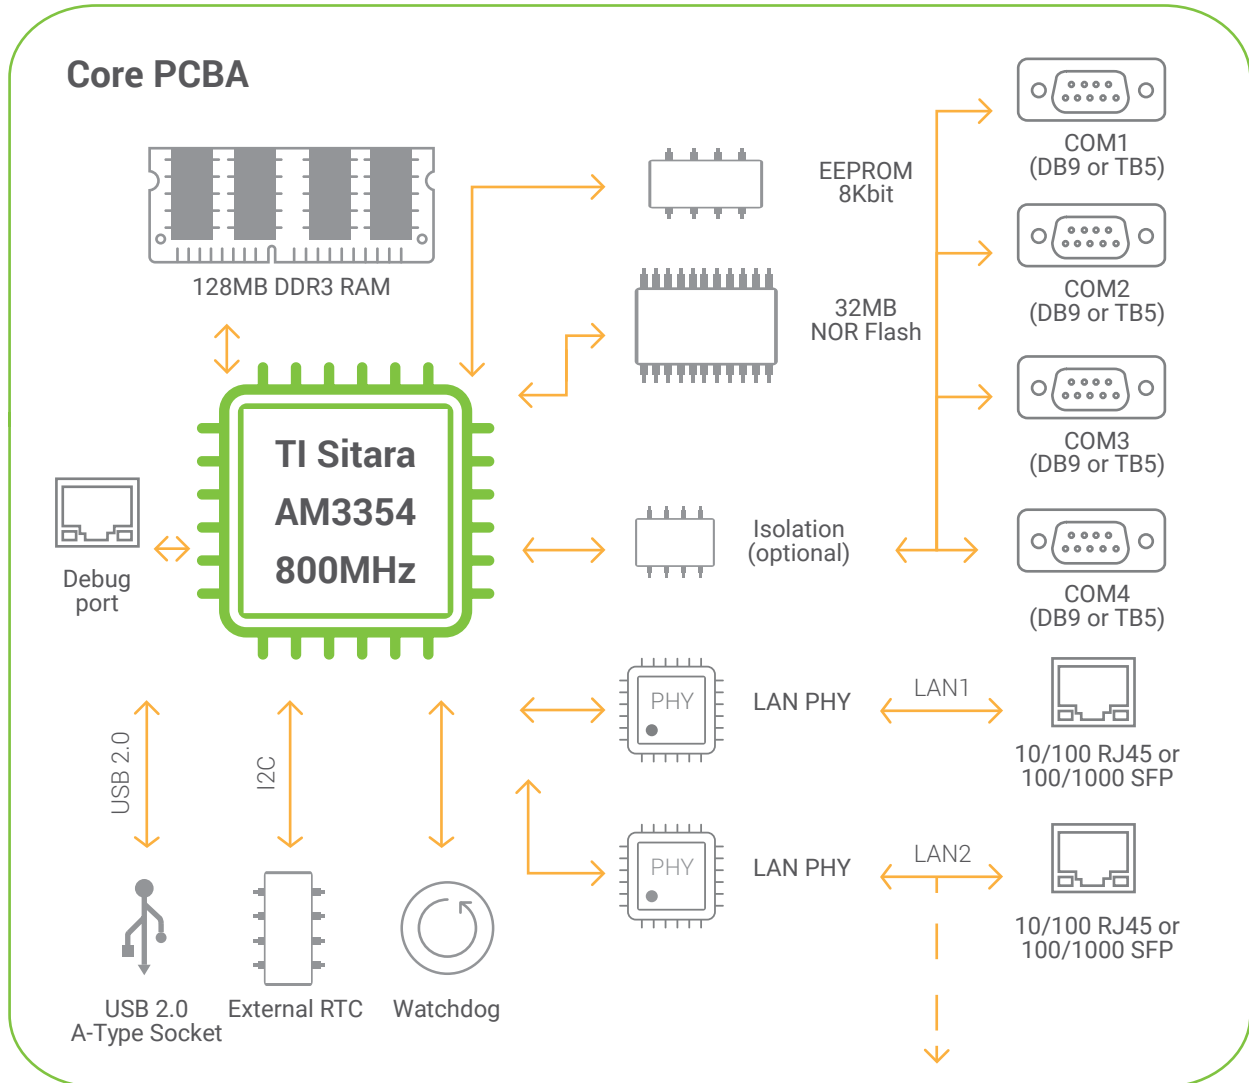 Core PCBA
128MB DDR3 RAM
EEPROM
8Kbit
32MB
NOR Flash
COM1
(DB9 or TB5)
COM2
(DB9 or TB5)
COM3
(DB9 or TB5)
COM4
(DB9 or TB5)
TI Sitara
AM3354
800MHz
Debug
port
Isolation
(optional)
PHY
LAN PHY
LAN1
10/100 RJ45 or
100/1000 SFP
PHY
LAN PHY
LAN2
10/100 RJ45 or
100/1000 SFP
USB 2.0
I2C
USB 2.0
A-Type Socket
External RTC
Watchdog